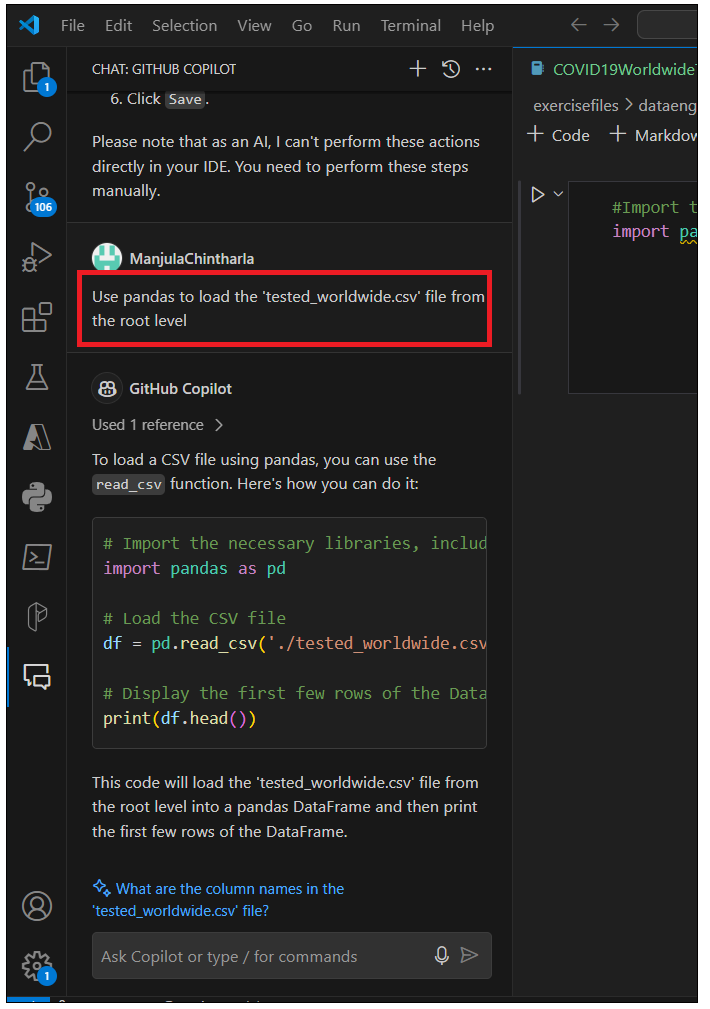 File Edit Selection View Go Run Terminal Help
CHAT: GITHUB COPILOT
6. Click Save.
Please note that as an AI, I can't perform these actions
directly in your IDE. You need to perform these steps
manually.
ManjulaChintharla
Use pandas to load the 'tested_worldwide.csv' file from
the root level
GitHub Copilot
Used 1 reference
To load a CSV file using pandas, you can use the
read_csv function. Here's how you can do it:
# Import the necessary libraries, includ
import pandas as pd
# Load the CSV file
df = pd.read_csv('./tested_worldwide.csv
# Display the first few rows of the Data
print(df.head())
This code will load the 'tested_worldwide.csv' file from
the root level into a pandas DataFrame and then print
the first few rows of the DataFrame.
What are the column names in the
'tested_worldwide.csv' file?
Ask Copilot or type / for commands
1
106
1
COVID19Worldwide
exercisefiles > dataeng
+ Code + Markdow
#Import t
import pa